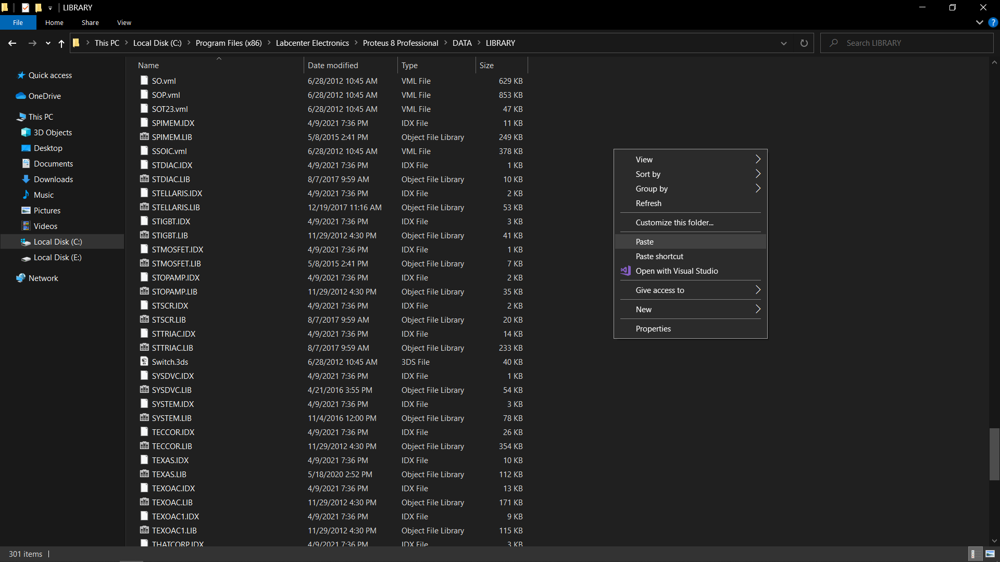 LIBRARY
File Home Share View
This PC Local Disk (C:) Program Files (x86) Labcenter Electronics Proteus 8 Professional DATA LIBRARY
Search LIBRARY
Quick access
OneDrive
This PC
3D Objects
Desktop
Documents
Downloads
Music
Pictures
Videos
Local Disk (C:)
Local Disk (E:)
Network
Name Date modified Type Size
SO.vml 6/28/2012 10:45 AM VML File 629 KB
SOP.vml 6/28/2012 10:45 AM VML File 853 KB
SOT23.vml 6/28/2012 10:45 AM VML File 47 KB
SPIMEM.IDX 4/9/2021 7:36 PM IDX File 11 KB
SPIMEM.LIB 5/8/2015 2:41 PM Object File Library 249 KB
SSOIC.vml 6/28/2012 10:45 AM VML File 378 KB
STDIAC.IDX 4/9/2021 7:36 PM IDX File 1 KB
STDIAC.LIB 8/7/2017 9:59 AM Object File Library 10 KB
STELLARIS.IDX 4/9/2021 7:36 PM IDX File 2 KB
STELLARIS.LIB 12/19/2017 11:16 AM Object File Library 53 KB
STIGBT.IDX 4/9/2021 7:36 PM IDX File 3 KB
STIGBT.LIB 11/29/2012 4:30 PM Object File Library 41 KB
STMOSFET.IDX 4/9/2021 7:36 PM IDX File 1 KB
STMOSFET.LIB 5/8/2015 2:41 PM Object File Library 7 KB
STOPAMP.IDX 4/9/2021 7:36 PM IDX File 2 KB
STOPAMP.LIB 11/29/2012 4:30 PM Object File Library 35 KB
STSCR.IDX 4/9/2021 7:36 PM IDX File 2 KB
STSCR.LIB 8/7/2017 9:59 AM Object File Library 20 KB
STTRIAC.IDX 4/9/2021 7:36 PM IDX File 14 KB
STTRIAC.LIB 8/7/2017 9:59 AM Object File Library 233 KB
Switch.3ds 6/28/2012 10:45 AM 3DS File 40 KB
SYSDVC.IDX 4/9/2021 7:36 PM IDX File 1 KB
SYSDVC.LIB 4/21/2016 3:55 PM Object File Library 54 KB
SYSTEM.IDX 4/9/2021 7:36 PM IDX File 3 KB
SYSTEM.LIB 11/4/2016 12:00 PM Object File Library 78 KB
TECCOR.IDX 4/9/2021 7:36 PM IDX File 26 KB
TECCOR.LIB 11/29/2012 4:30 PM Object File Library 354 KB
TEXAS.IDX 4/9/2021 7:36 PM IDX File 10 KB
TEXAS.LIB 5/18/2020 2:52 PM Object File Library 112 KB
TEXOAC.IDX 4/9/2021 7:36 PM IDX File 13 KB
TEXOAC.LIB 11/29/2012 4:30 PM Object File Library 171 KB
TEXOAC1.IDX 4/9/2021 7:36 PM IDX File 9 KB
TEXOAC1.LIB 11/29/2012 4:30 PM Object File Library 115 KB
THATCORP.IDX 4/9/2021 7:36 PM IDX File 3 KB
View
Sort by
Group by
Refresh
Customize this folder...
Paste
Paste shortcut
Open with Visual Studio
Give access to
New
Properties
301 items